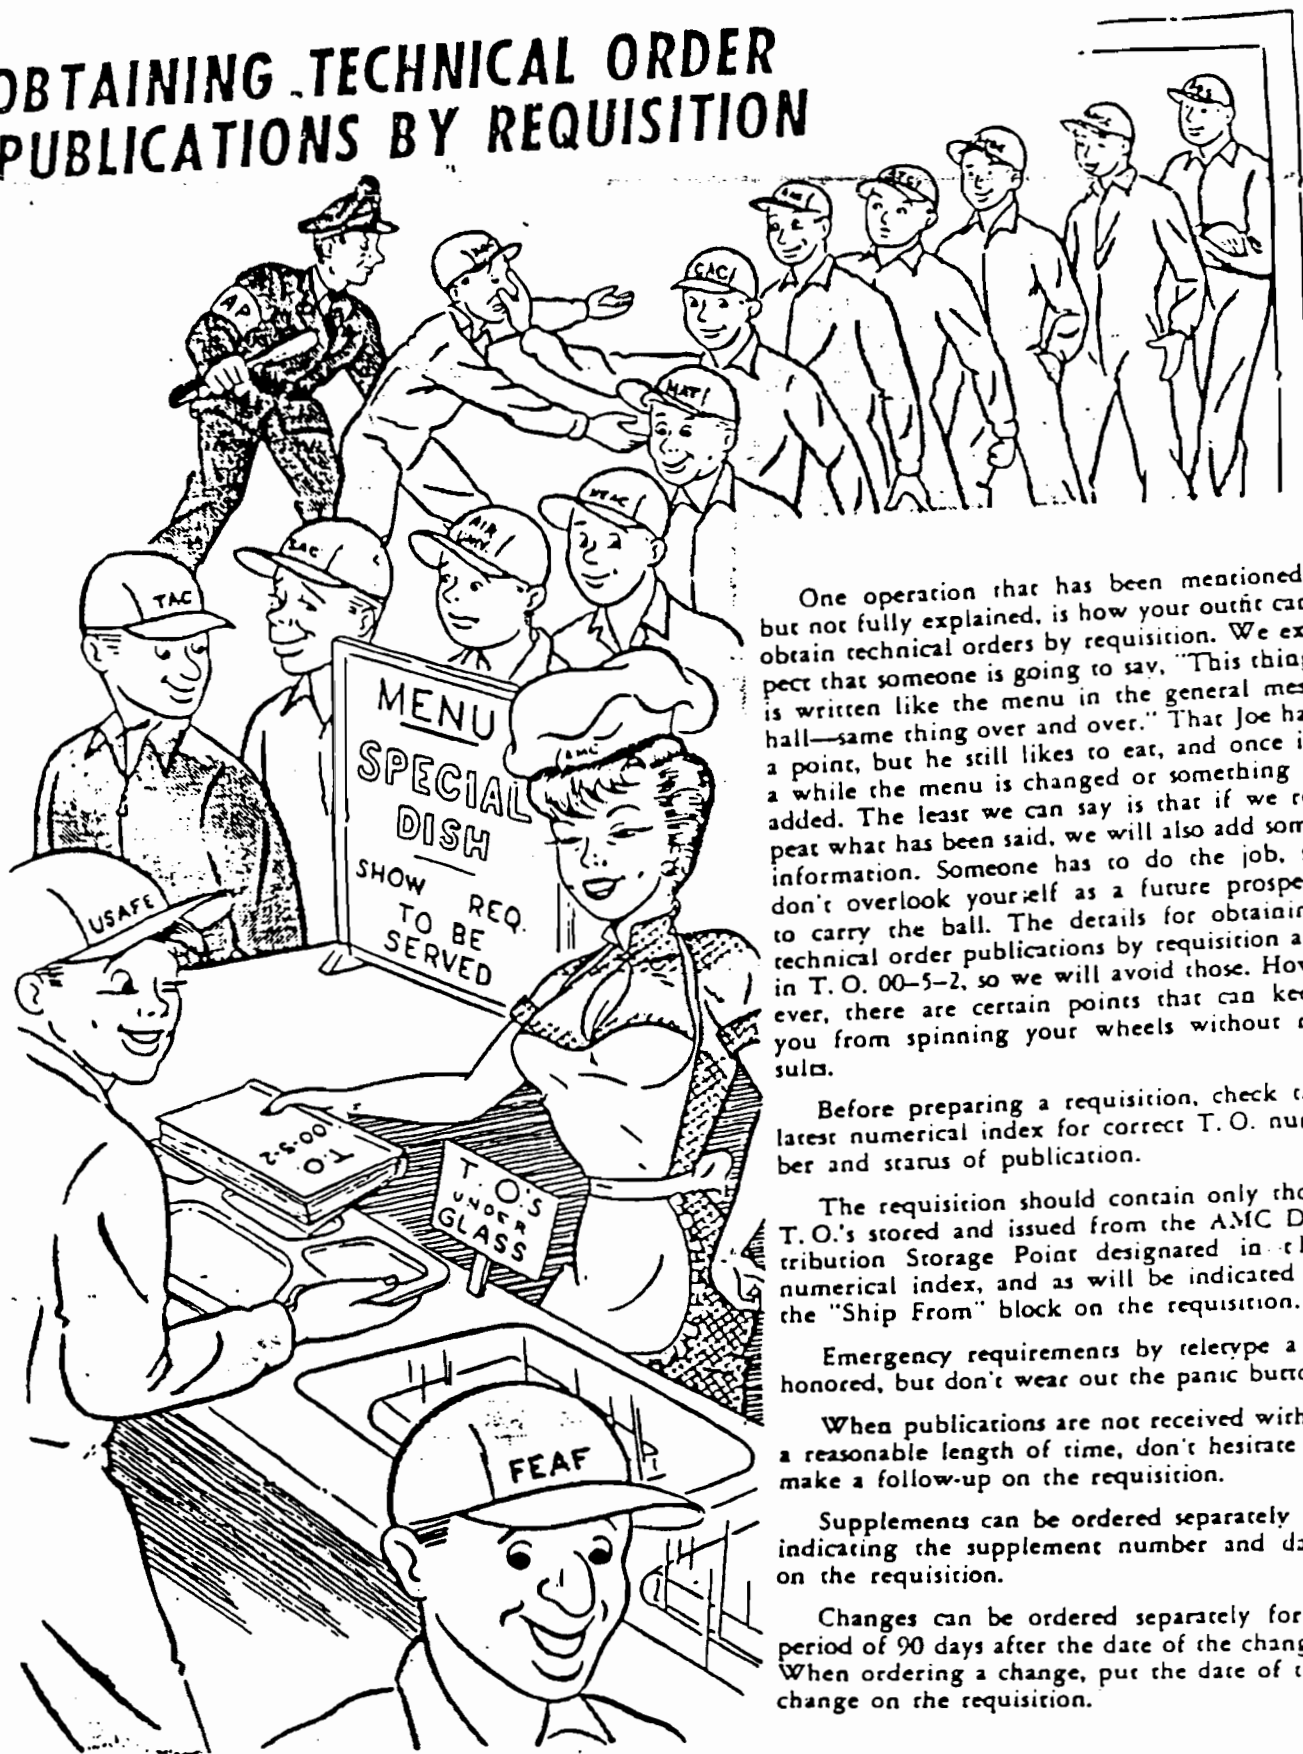 OBTAINING TECHNICAL ORDER
PUBLICATIONS BY REQUISITION
AP
CAC
MAT
AIR
TAC
USAFE
MENU
SPECIAL
DISH
SHOW REQ.
TO BE
SERVED
AMC
T O
00-5-2
T. O'S
UNDER
GLASS
FEAF
One operation that has been mentioned
but not fully explained, is how your outfit can
obtain technical orders by requisition. We ex
pect that someone is going to say, "This thing
is written like the menu in the general mes
hall—same thing over and over." That Joe ha
a point, but he still likes to eat, and once i
a while the menu is changed or something
added. The least we can say is that if we r
peat what has been said, we will also add som
information. Someone has to do the job, s
don't overlook yourself as a future prospe
to carry the ball. The details for obtainin
technical order publications by requisition a
in T. O. 00-5-2, so we will avoid those. How
ever, there are certain points that can kee
you from spinning your wheels without r
sults.
Before preparing a requisition, check t
latest numerical index for correct T. O. num
ber and status of publication.
The requisition should contain only tho
T. O.'s stored and issued from the AMC D
tribution Storage Point designated in t
numerical index, and as will be indicated
the "Ship From" block on the requisition.
Emergency requirements by teletype a
honored, but don't wear out the panic butto
When publications are not received with
a reasonable length of time, don't hesitate
make a follow-up on the requisition.
Supplements can be ordered separately
indicating the supplement number and da
on the requisition.
Changes can be ordered separately for
period of 90 days after the date of the chang
When ordering a change, put the date of t
change on the requisition.